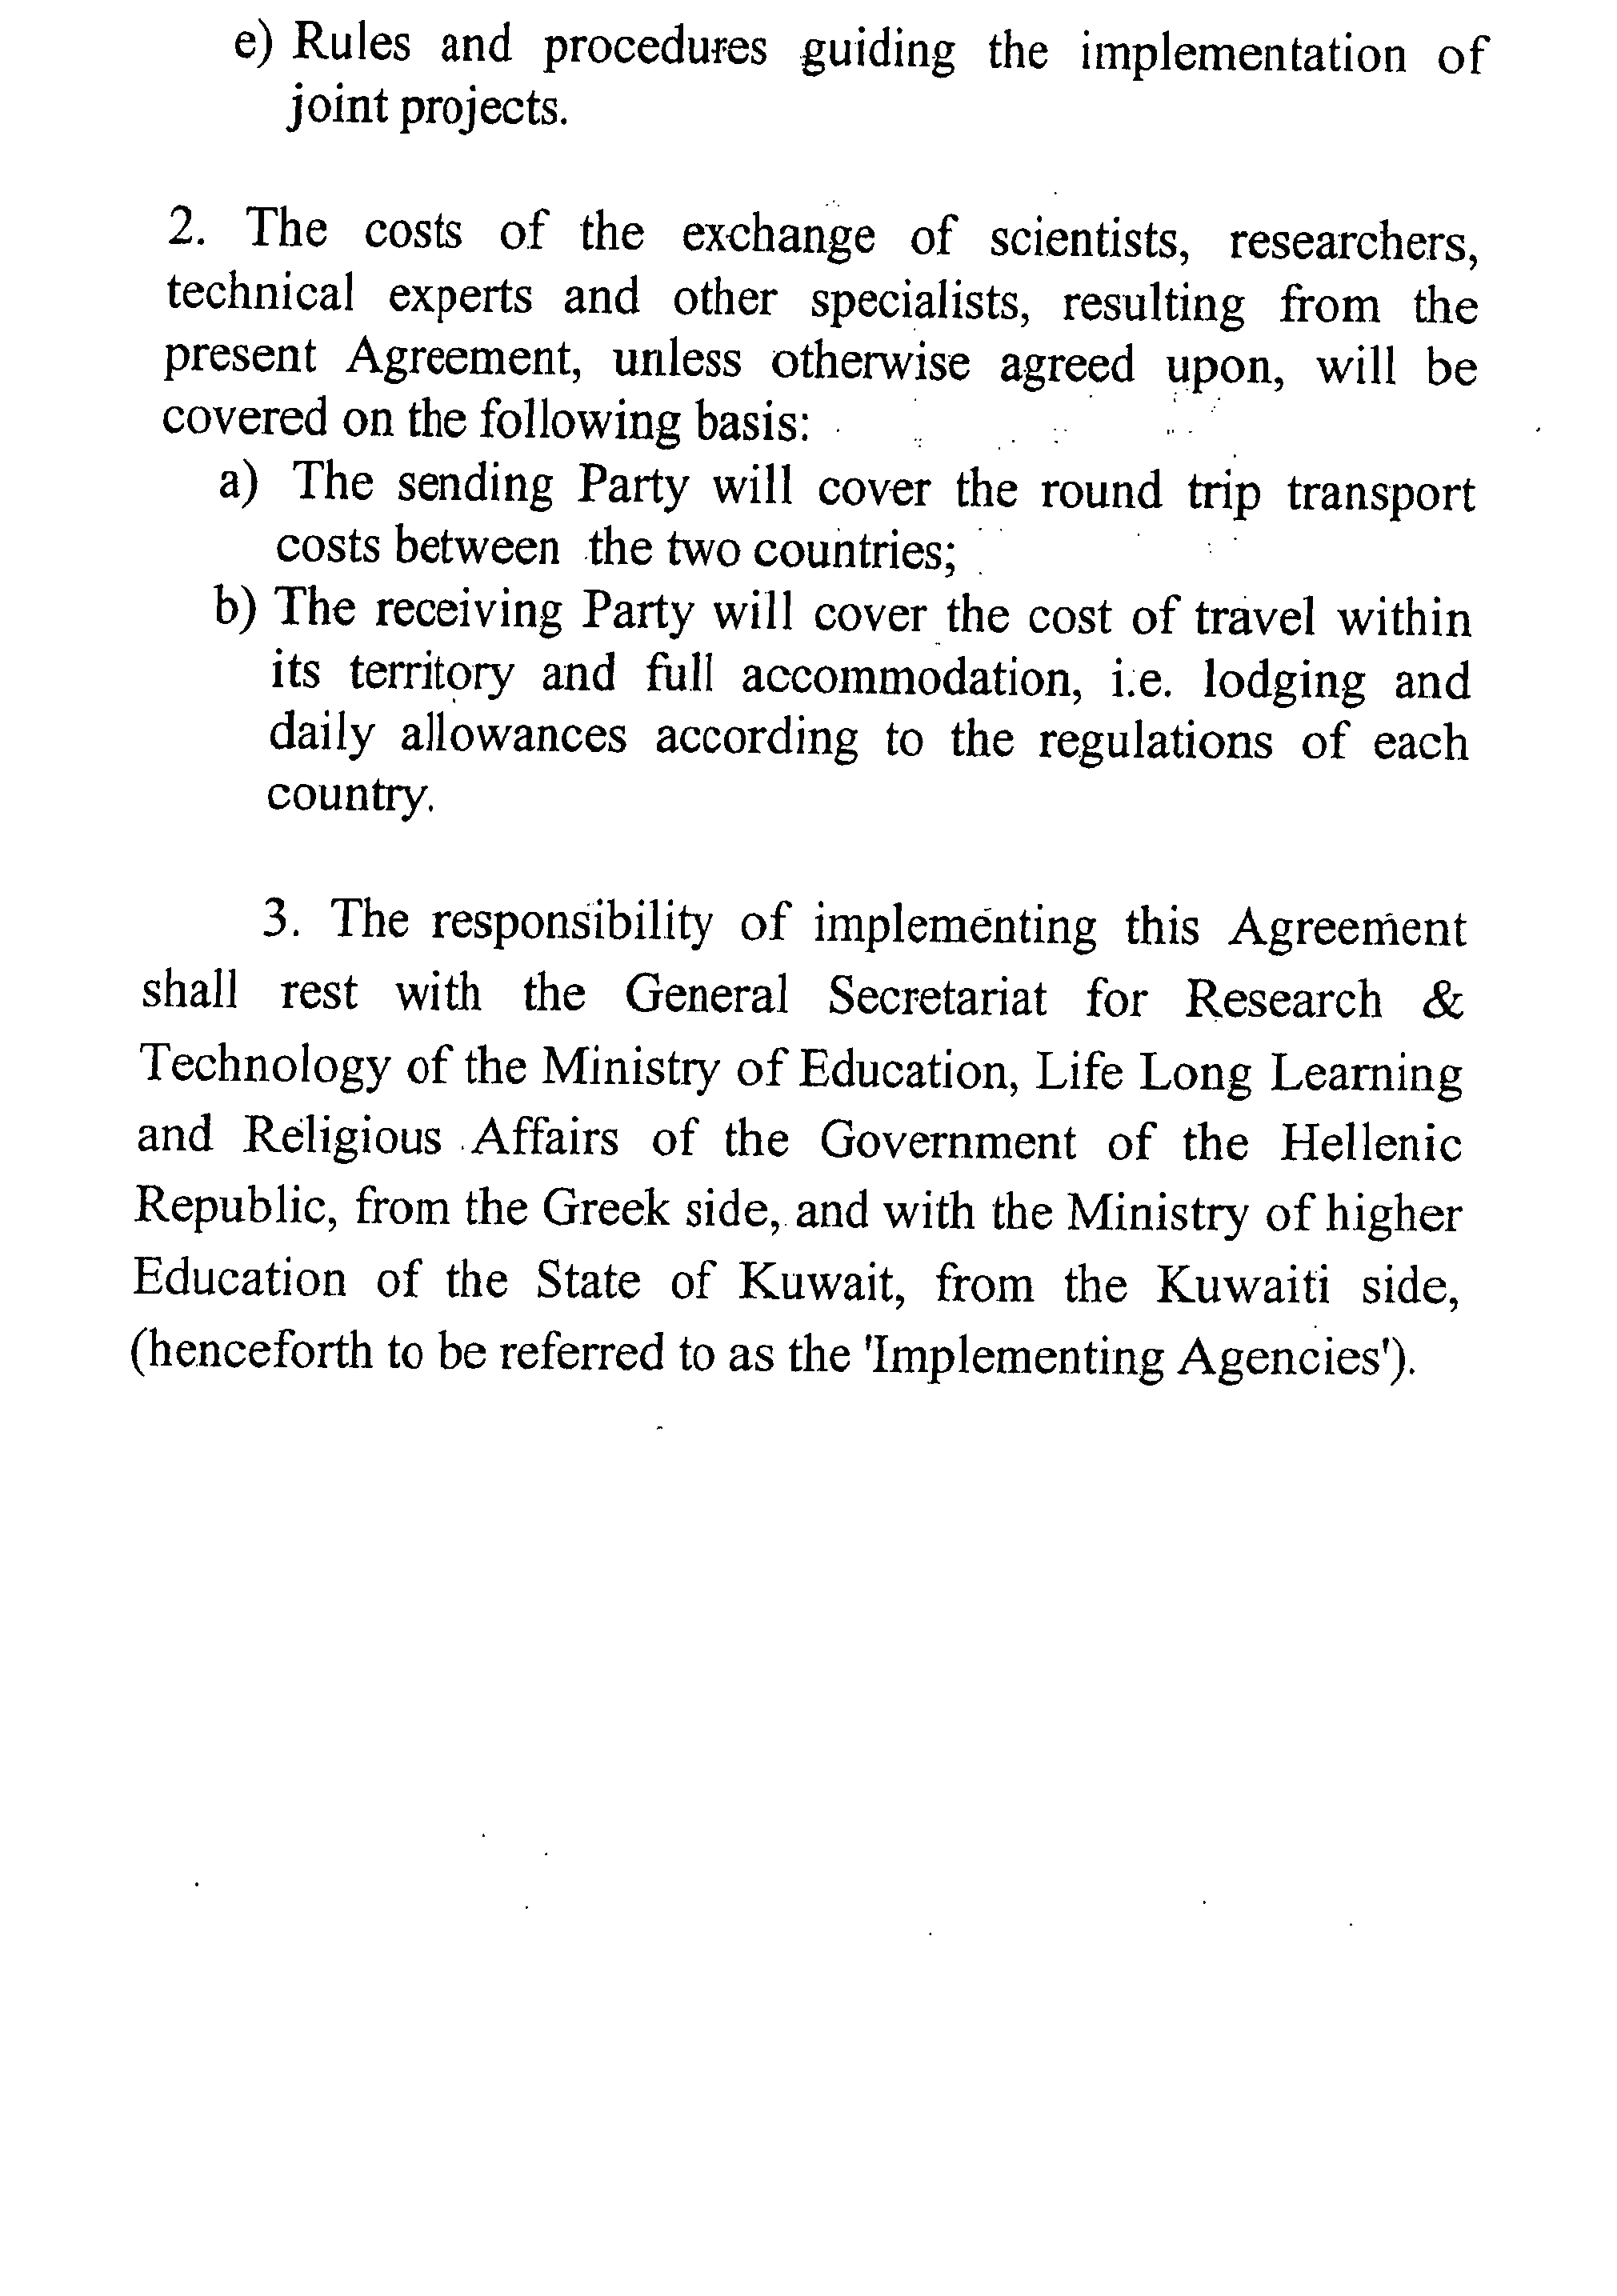 e) Rules and procedures guiding the implementation of
joint projects.
2. The costs of the exchange of scientists, researchers,
technical experts and other specialists, resulting from the
present Agreement, unless otherwise agreed upon, will be
covered on the following basis:
a) The sending Party will cover the round trip transport
costs between the two countries;
b) The receiving Party will cover the cost of travel within
its territory and full accommodation, i.e. lodging and
daily allowances according to the regulations of each
country.
3. The responsibility of implementing this Agreement
shall rest with the General Secretariat for Research &
Technology of the Ministry of Education, Life Long Learning
and Religious Affairs of the Government of the Hellenic
Republic, from the Greek side, and with the Ministry of higher
Education of the State of Kuwait, from the Kuwaiti side,
(henceforth to be referred to as the 'Implementing Agencies').